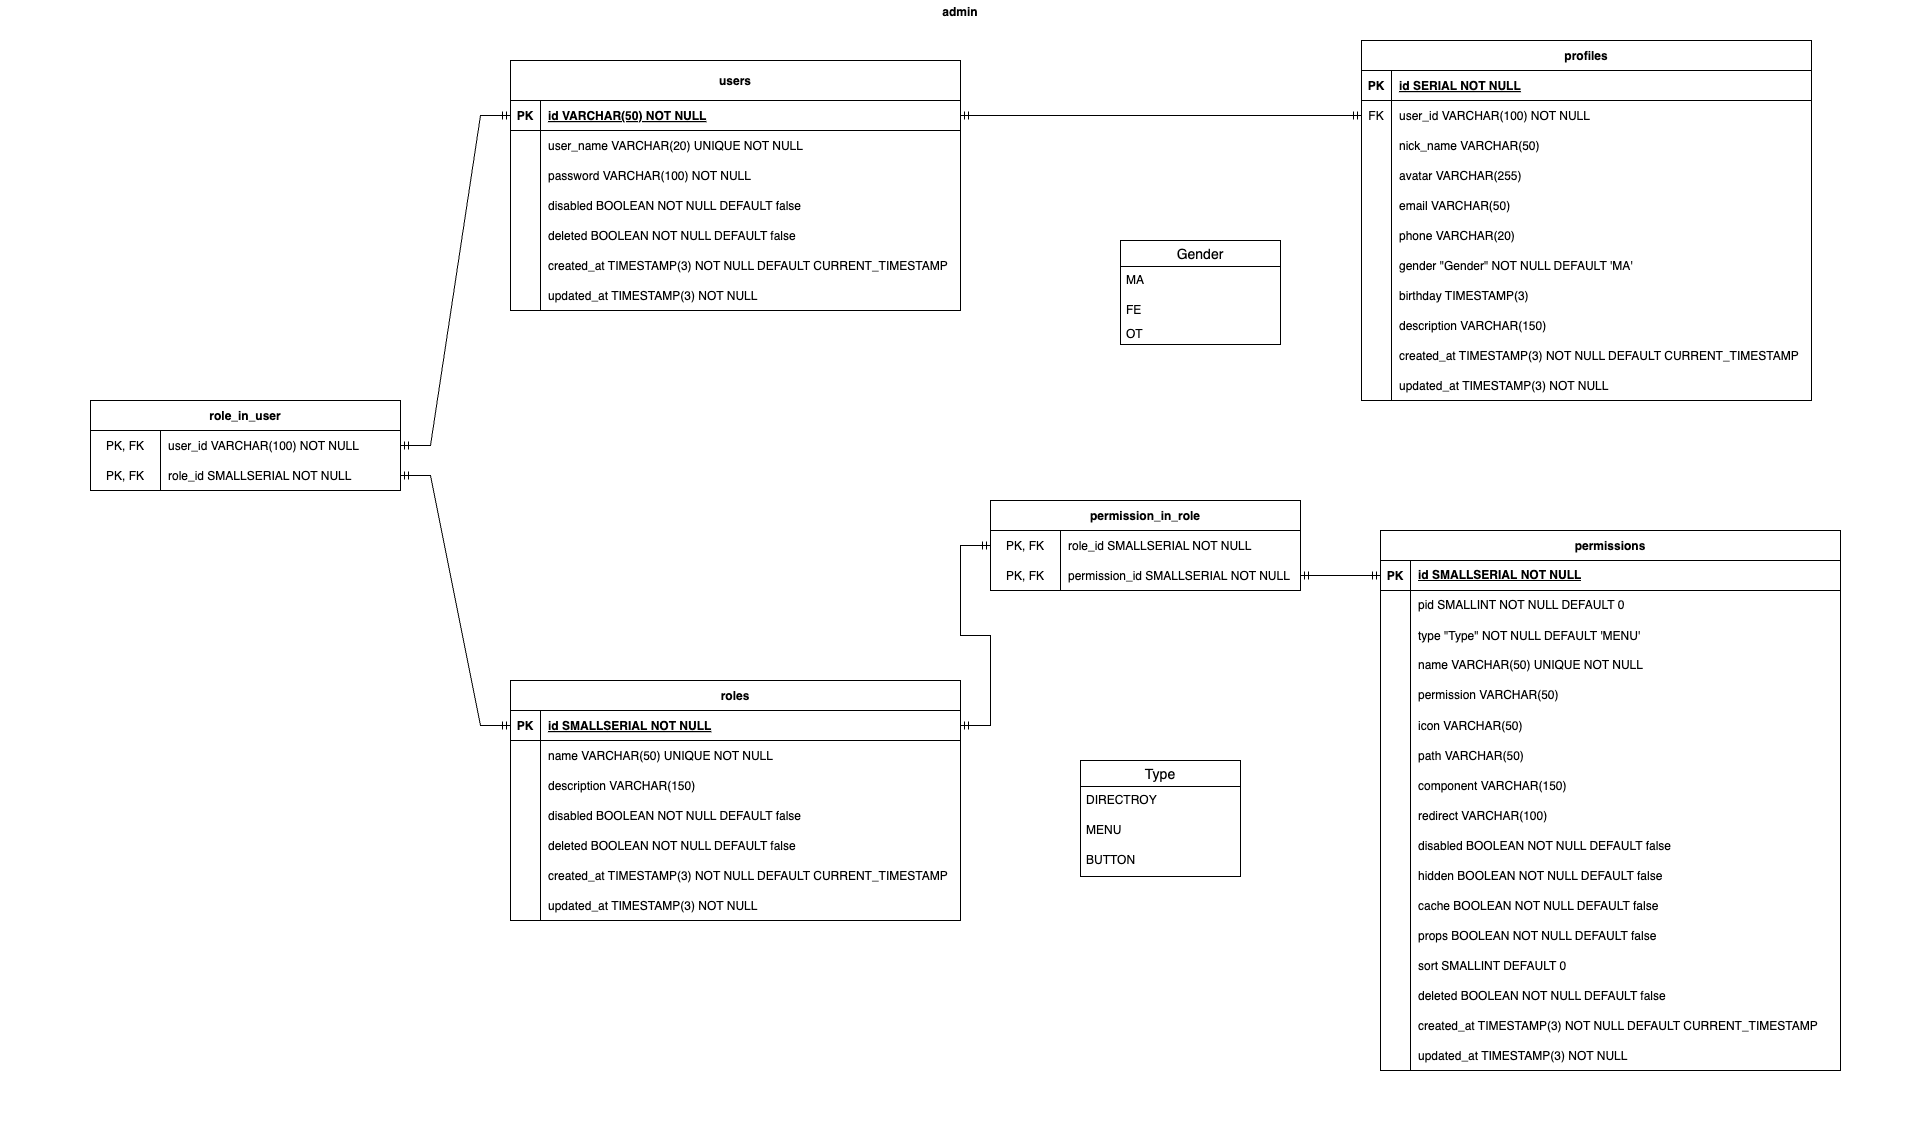 admin
users
PK id VARCHAR(50) NOT NULL
user_name VARCHAR(20) UNIQUE NOT NULL
password VARCHAR(100) NOT NULL
disabled BOOLEAN NOT NULL DEFAULT false
deleted BOOLEAN NOT NULL DEFAULT false
created_at TIMESTAMP(3) NOT NULL DEFAULT CURRENT_TIMESTAMP
updated_at TIMESTAMP(3) NOT NULL
profiles
PK id SERIAL NOT NULL
FK user_id VARCHAR(100) NOT NULL
nick_name VARCHAR(50)
avatar VARCHAR(255)
email VARCHAR(50)
phone VARCHAR(20)
gender "Gender" NOT NULL DEFAULT 'MA'
birthday TIMESTAMP(3)
description VARCHAR(150)
created_at TIMESTAMP(3) NOT NULL DEFAULT CURRENT_TIMESTAMP
updated_at TIMESTAMP(3) NOT NULL
Gender
MA
FE
OT
role_in_user
PK, FK user_id VARCHAR(100) NOT NULL
PK, FK role_id SMALLSERIAL NOT NULL
permission_in_role
PK, FK role_id SMALLSERIAL NOT NULL
PK, FK permission_id SMALLSERIAL NOT NULL
permissions
PK id SMALLSERIAL NOT NULL
pid SMALLINT NOT NULL DEFAULT 0
type "Type" NOT NULL DEFAULT 'MENU'
name VARCHAR(50) UNIQUE NOT NULL
permission VARCHAR(50)
icon VARCHAR(50)
path VARCHAR(50)
component VARCHAR(150)
redirect VARCHAR(100)
disabled BOOLEAN NOT NULL DEFAULT false
hidden BOOLEAN NOT NULL DEFAULT false
cache BOOLEAN NOT NULL DEFAULT false
props BOOLEAN NOT NULL DEFAULT false
sort SMALLINT DEFAULT 0
deleted BOOLEAN NOT NULL DEFAULT false
created_at TIMESTAMP(3) NOT NULL DEFAULT CURRENT_TIMESTAMP
updated_at TIMESTAMP(3) NOT NULL
roles
PK id SMALLSERIAL NOT NULL
name VARCHAR(50) UNIQUE NOT NULL
description VARCHAR(150)
disabled BOOLEAN NOT NULL DEFAULT false
deleted BOOLEAN NOT NULL DEFAULT false
created_at TIMESTAMP(3) NOT NULL DEFAULT CURRENT_TIMESTAMP
updated_at TIMESTAMP(3) NOT NULL
Type
DIRECTROY
MENU
BUTTON